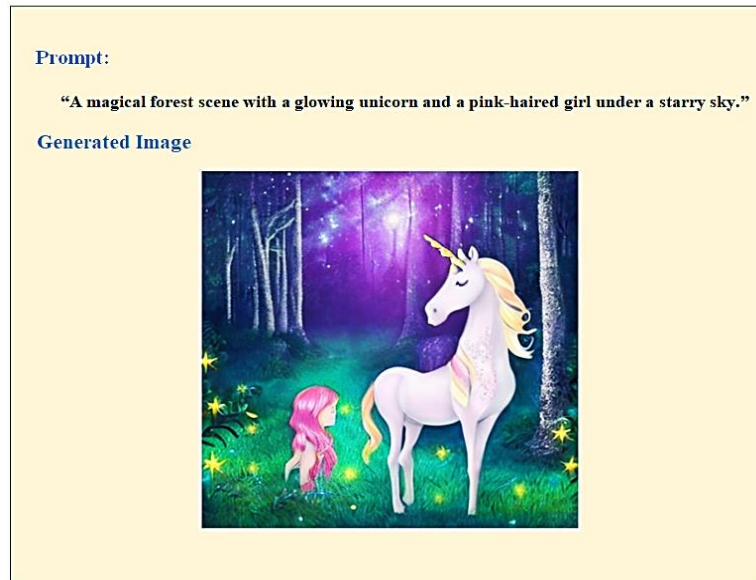 Prompt:
“A magical forest scene with a glowing unicorn and a pink-haired girl under a starry sky.”
Generated Image